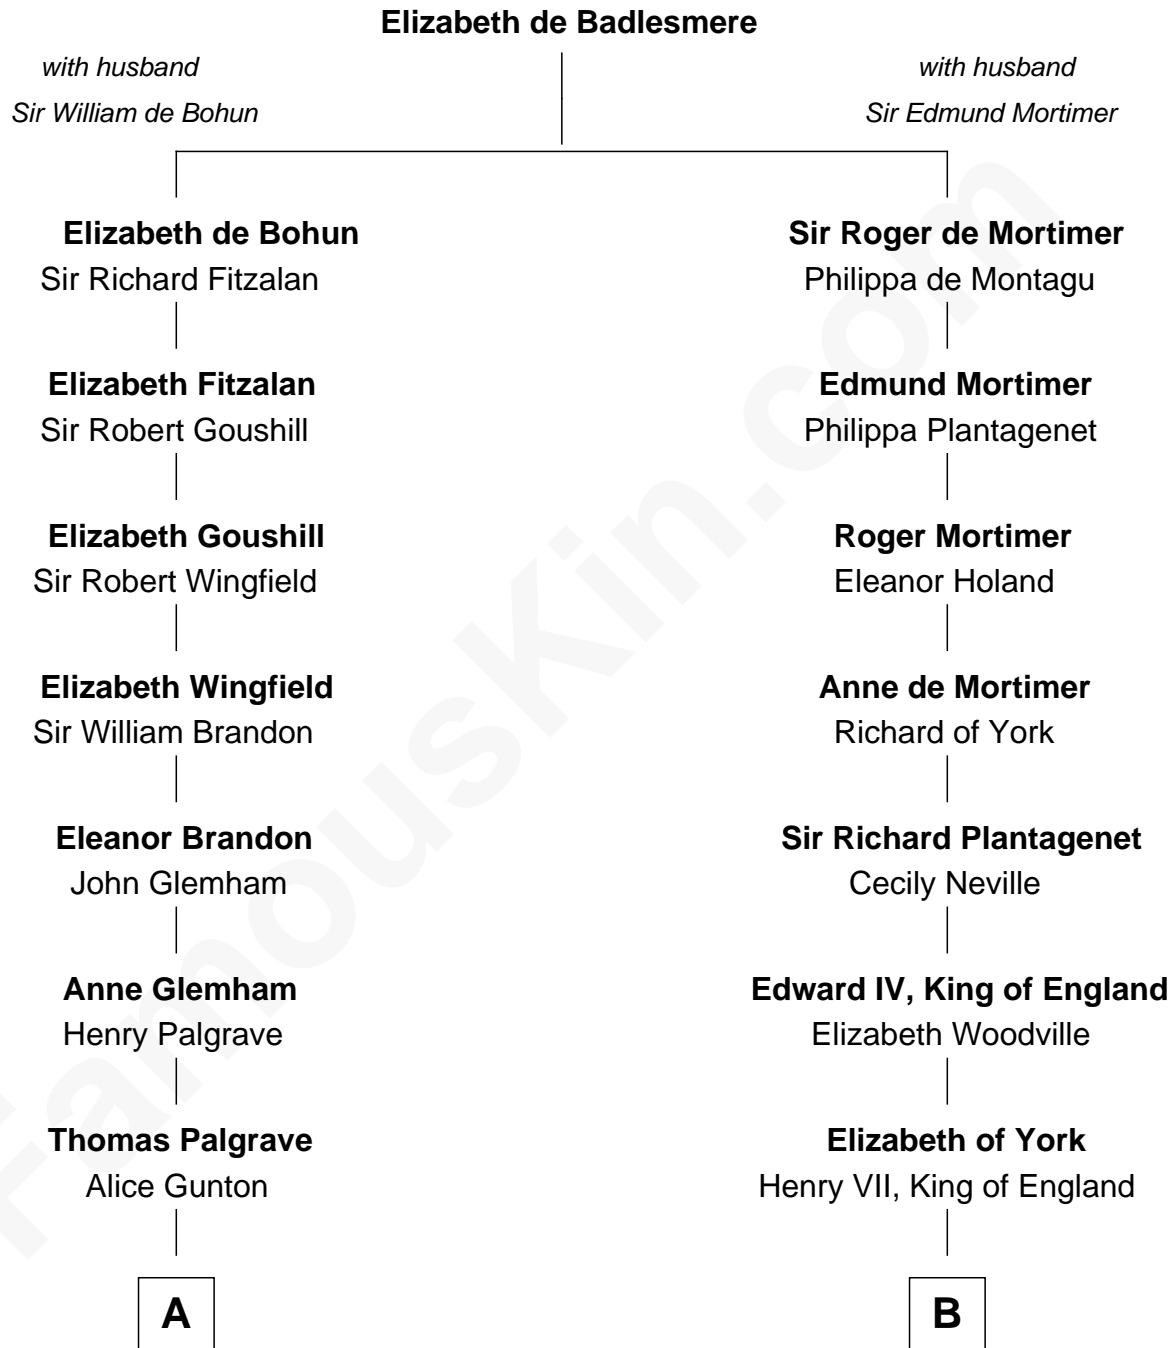 Elizabeth de Badlesmere
with husband
Sir William de Bohun
with husband
Sir Edmund Mortimer
Elizabeth de Bohun
Sir Richard Fitzalan
Sir Roger de Mortimer
Philippa de Montagu
Elizabeth Fitzalan
Sir Robert Goushill
Edmund Mortimer
Philippa Plantagenet
Elizabeth Goushill
Sir Robert Wingfield
Roger Mortimer
Eleanor Holand
Elizabeth Wingfield
Sir William Brandon
Anne de Mortimer
Richard of York
Eleanor Brandon
John Glemham
Sir Richard Plantagenet
Cecily Neville
Anne Glemham
Henry Palgrave
Edward IV, King of England
Elizabeth Woodville
Thomas Palgrave
Alice Gunton
Elizabeth of York
Henry VII, King of England
A
B
FamousKin.com